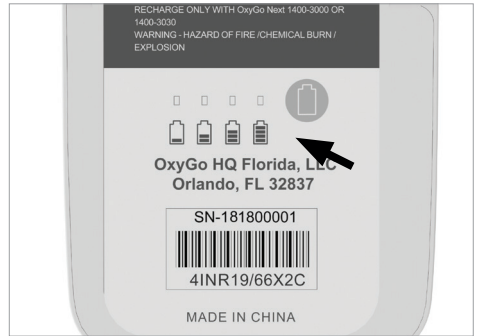 RECHARGE ONLY WITH OxyGo Next 1400-3000 OR
1400-3030
WARNING - HAZARD OF FIRE /CHEMICAL BURN /
EXPLOSION
OxyGo HQ Florida, LLC
Orlando, FL 32837
SN-181800001
4INR19/66X2C
MADE IN CHINA